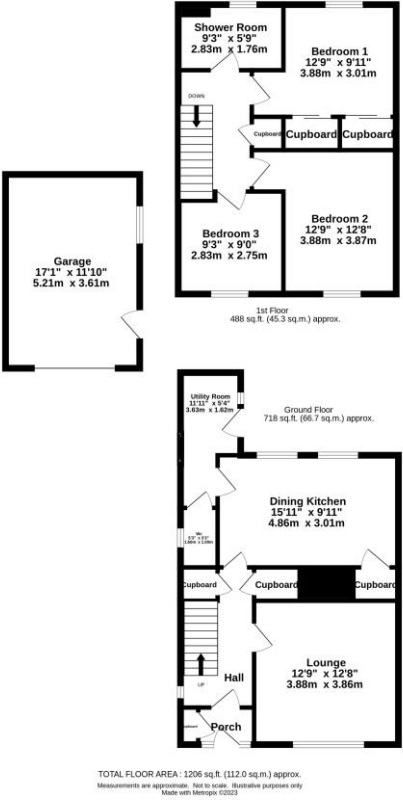 Shower Room
9'3" x 5'9"
2.83m x 1.76m
Bedroom 1
12'9" x 9'11"
3.88m x 3.01m
DOWN
Cupboard
Cupboard
Cupboard
Bedroom 2
12'9" x 12'8"
3.88m x 3.87m
Bedroom 3
9'3" x 9'0"
2.83m x 2.75m
Garage
17'1" x 11'10"
5.21m x 3.61m
1st Floor
488 sq.ft. (45.3 sq.m.) approx.
Utility Room
11'11" x 5'4"
3.63m x 1.62m
Ground Floor
718 sq.ft. (66.7 sq.m.) approx.
Dining Kitchen
15'11" x 9'11"
4.86m x 3.01m
Wc
Cupboard
Cupboard
Cupboard
Lounge
12'9" x 12'8"
3.88m x 3.86m
Hall
UP
Porch
Cupboard
TOTAL FLOOR AREA : 1206 sq.ft. (112.0 sq.m.) approx.
Measurements are approximate. Not to scale. Illustrative purposes only
Made with Metropix ©2023